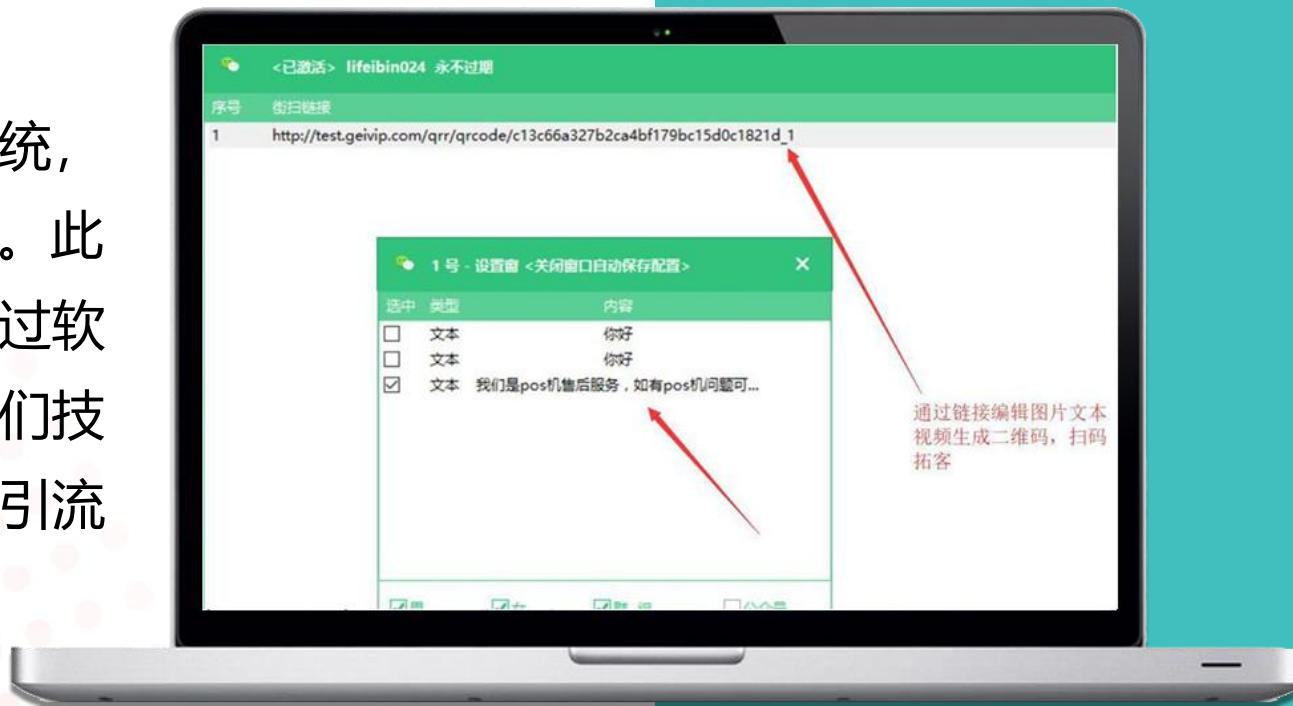 统，
。此
过软
们技
引流
<已激活> lifeibin024 永不过期
序号 街扫链接
1 http://test.geivip.com/qrr/qrcode/c13c66a327b2ca4bf179bc15d0c1821d_1
1号 - 设置窗 <关闭窗口自动保存配置> ×
选中 类型 内容
文本 你好
文本 你好
文本 我们是pos机售后服务，如有pos机问题可...
通过链接编辑图片文本
视频生成二维码，扫码
拓客